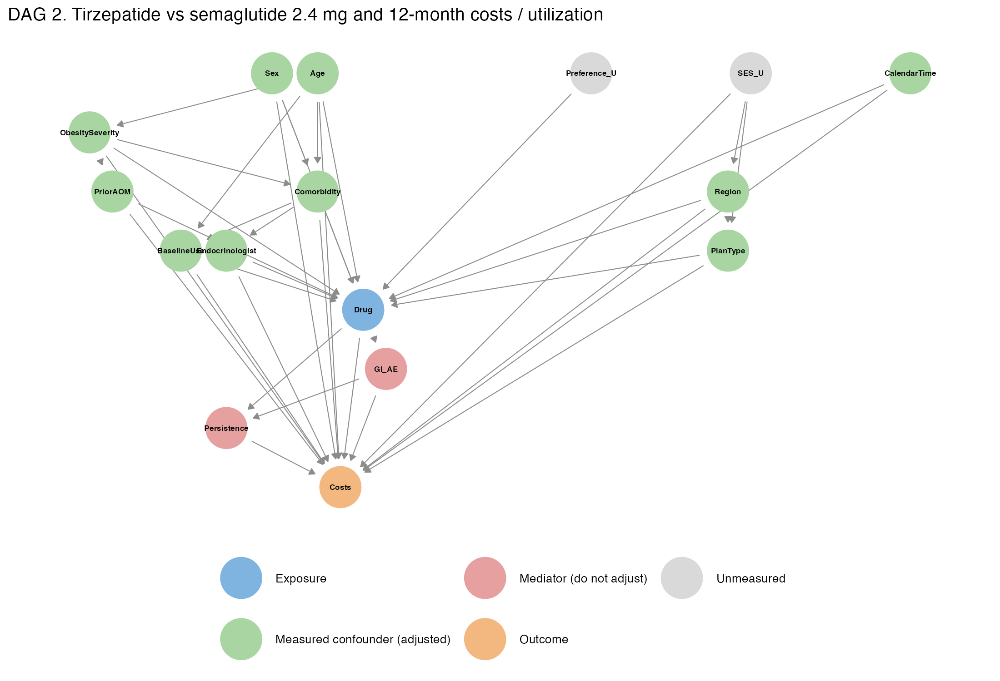 DAG 2. Tirzepatide vs semaglutide 2.4 mg and 12-month costs / utilization
Sex
Age
Preference_U
SES_U
CalendarTime
ObesitySeverity
PriorAOM
Comorbidity
Region
BaselineUse
Endocrinologist
PlanType
Drug
GI_AE
Persistence
Costs
Exposure
Mediator (do not adjust)
Unmeasured
Measured confounder (adjusted)
Outcome